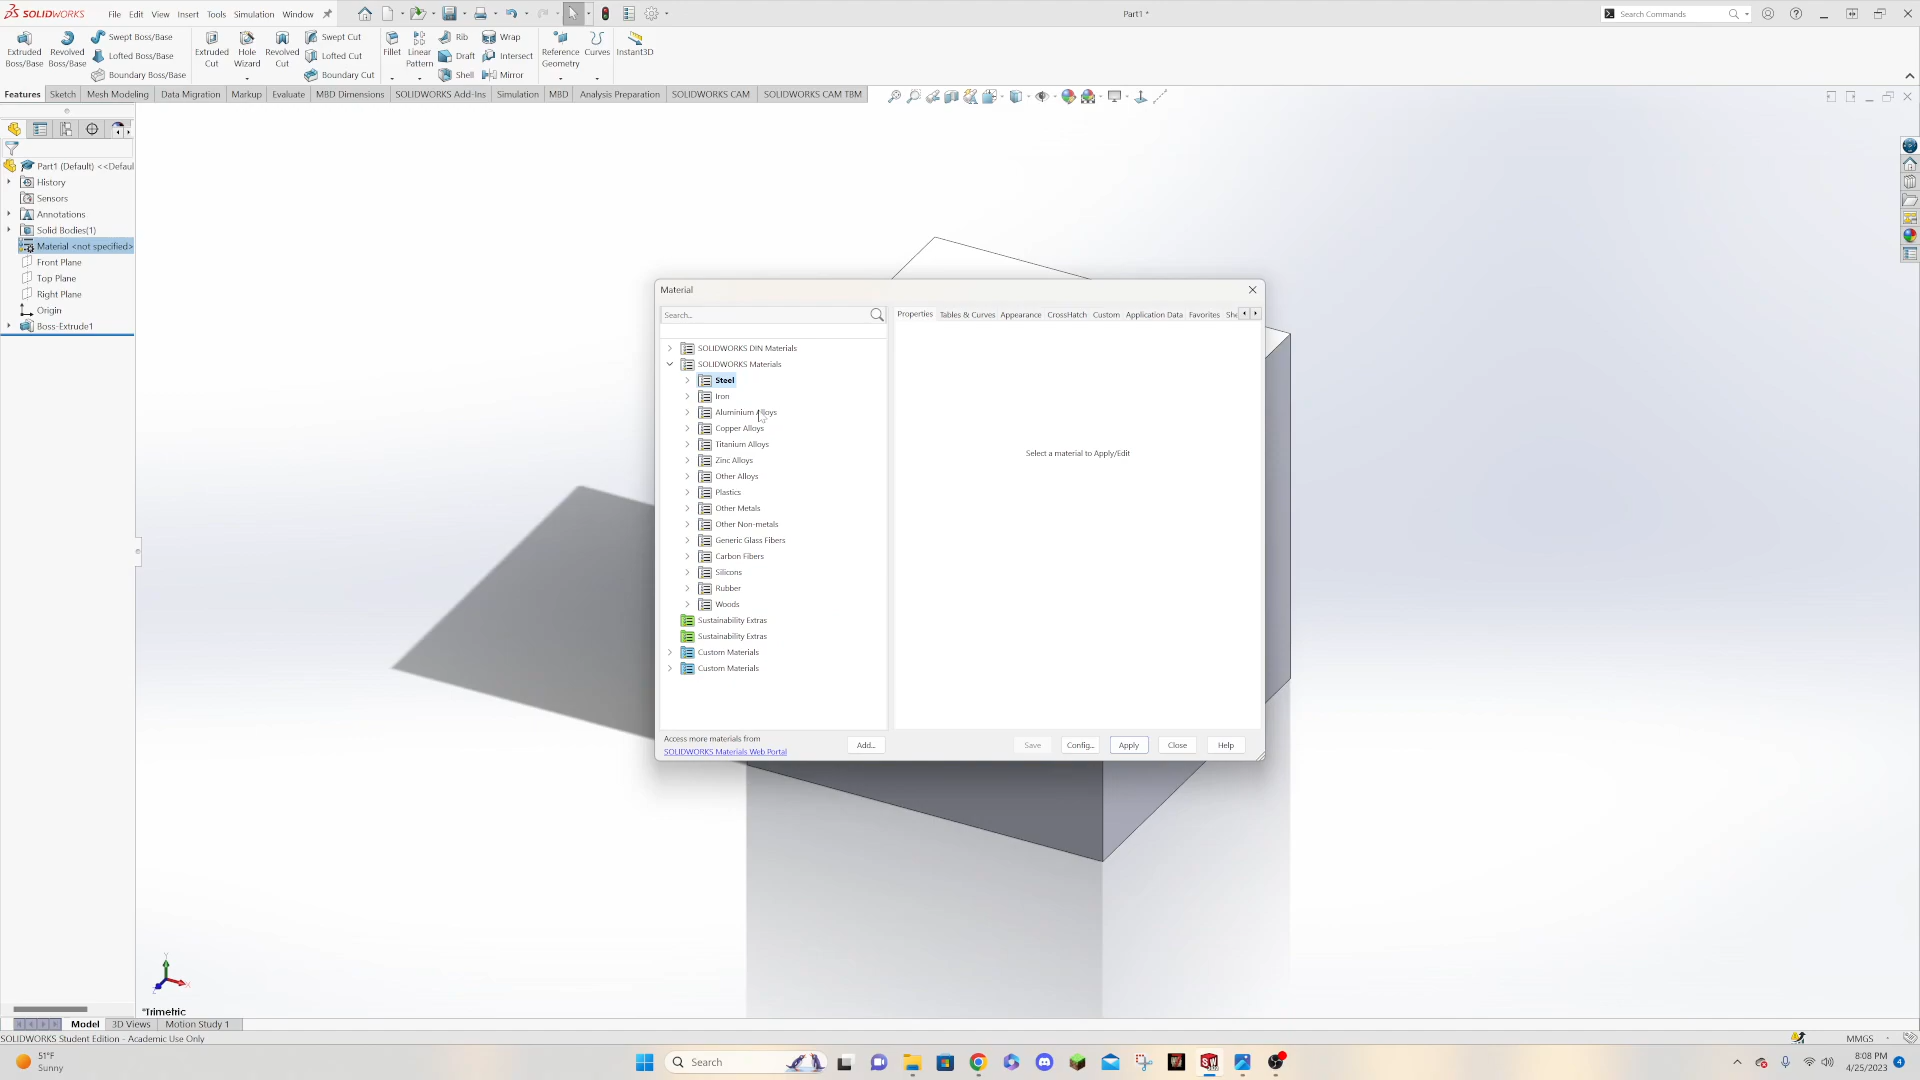 SOLIDWORKS File Edit View Insert Tools Simulation Window Part1 * Search Commands
Extruded Boss/Base
Revolved Boss/Base
Swept Boss/Base
Lofted Boss/Base
Boundary Boss/Base
Extruded Cut
Hole Wizard
Revolved Cut
Swept Cut
Lofted Cut
Boundary Cut
Fillet
Linear Pattern
Rib
Draft
Shell
Wrap
Intersect
Mirror
Reference Geometry
Curves
Instant3D
Features Sketch Mesh Modeling Data Migration Markup Evaluate MBD Dimensions SOLIDWORKS Add-Ins Simulation MBD Analysis Preparation SOLIDWORKS CAM SOLIDWORKS CAM TBM
Part1 (Default) <<Defaul
History
Sensors
Annotations
Solid Bodies(1)
Material <not specified>
Front Plane
Top Plane
Right Plane
Origin
Boss-Extrude1
Material
Search...
Properties Tables & Curves Appearance CrossHatch Custom Application Data Favorites She
SOLIDWORKS DIN Materials
SOLIDWORKS Materials
Steel
Iron
Aluminium Alloys
Copper Alloys
Titanium Alloys
Zinc Alloys
Other Alloys
Plastics
Other Metals
Other Non-metals
Generic Glass Fibers
Carbon Fibers
Silicons
Rubber
Woods
Sustainability Extras
Sustainability Extras
Custom Materials
Custom Materials
Select a material to Apply/Edit
Access more materials from
SOLIDWORKS Materials Web Portal
Add... Save Config... Apply Close Help
*Trimetric
Model 3D Views Motion Study 1
SOLIDWORKS Student Edition - Academic Use Only MMGS
51°F
Sunny
Search
8:08 PM
4/25/2023
4